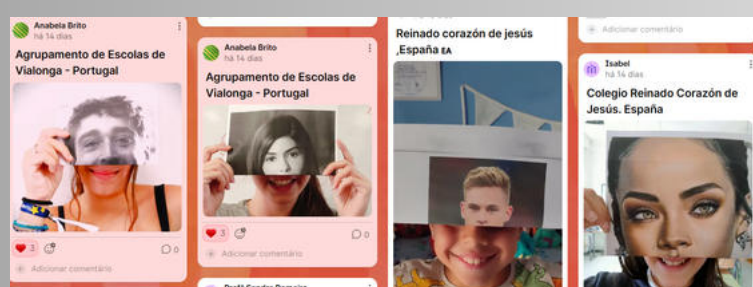 Anabela Brito
há 14 dias
Agrupamento de Escolas de
Vialonga - Portugal
3
0
Adicionar comentário
Anabela Brito
há 14 dias
Agrupamento de Escolas de
Vialonga - Portugal
3
0
Adicionar comentário
Reinado corazón de jesús
,España EA
Adicionar comentário
Isabel
há 14 dias
Colegio Reinado Corazón de
Jesús. España